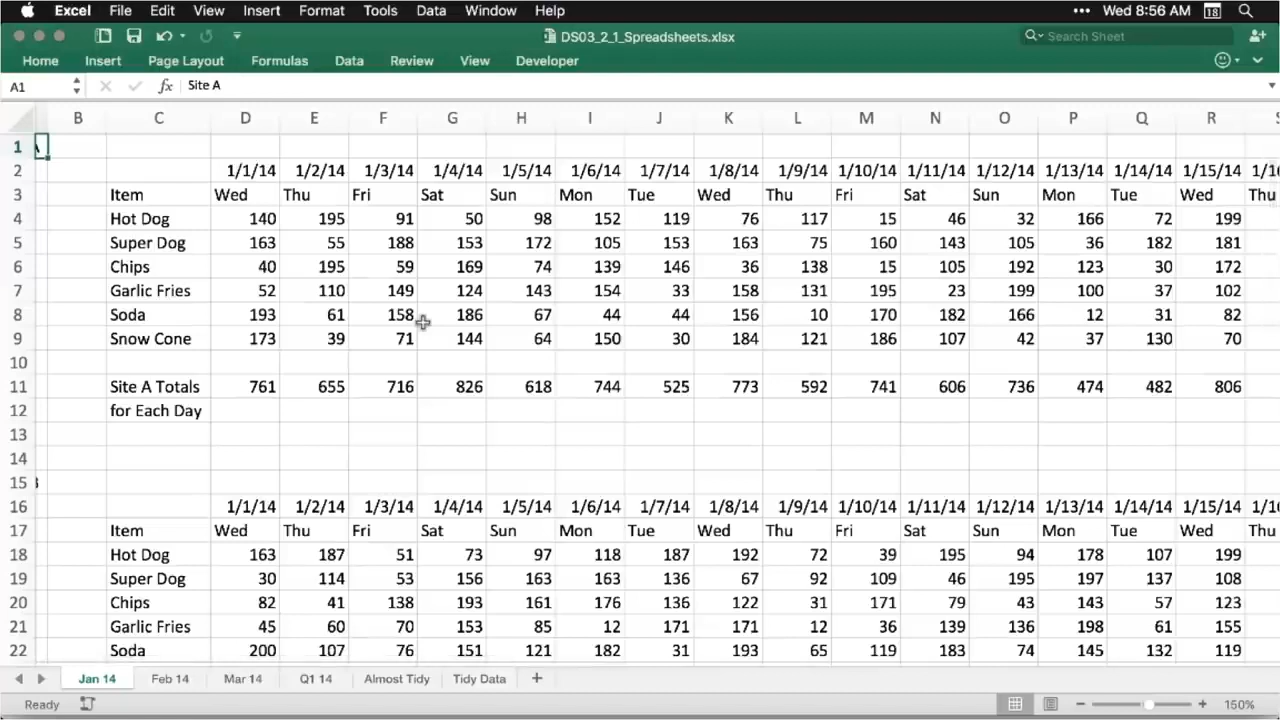 Excel File Edit View Insert Format Tools Data Window Help Wed 8:56 AM 18
DS03_2_1_Spreadsheets.xlsx Search Sheet
Home Insert Page Layout Formulas Data Review View Developer
A1 fx Site A
B C D E F G H I J K L M N O P Q R
1
2 1/1/14 1/2/14 1/3/14 1/4/14 1/5/14 1/6/14 1/7/14 1/8/14 1/9/14 1/10/14 1/11/14 1/12/14 1/13/14 1/14/14 1/15/14
3 Item Wed Thu Fri Sat Sun Mon Tue Wed Thu Fri Sat Sun Mon Tue Wed Thu
4 Hot Dog 140 195 91 50 98 152 119 76 117 15 46 32 166 72 199
5 Super Dog 163 55 188 153 172 105 153 163 75 160 143 105 36 182 181
6 Chips 40 195 59 169 74 139 146 36 138 15 105 192 123 30 172
7 Garlic Fries 52 110 149 124 143 154 33 158 131 195 23 199 100 37 102
8 Soda 193 61 158 186 67 44 44 156 10 170 182 166 12 31 82
9 Snow Cone 173 39 71 144 64 150 30 184 121 186 107 42 37 130 70
10
11 Site A Totals 761 655 716 826 618 744 525 773 592 741 606 736 474 482 806
12 for Each Day
13
14
15
16 1/1/14 1/2/14 1/3/14 1/4/14 1/5/14 1/6/14 1/7/14 1/8/14 1/9/14 1/10/14 1/11/14 1/12/14 1/13/14 1/14/14 1/15/14
17 Item Wed Thu Fri Sat Sun Mon Tue Wed Thu Fri Sat Sun Mon Tue Wed Thu
18 Hot Dog 163 187 51 73 97 118 187 192 72 39 195 94 178 107 199
19 Super Dog 30 114 53 156 163 163 136 67 92 109 46 195 197 137 108
20 Chips 82 41 138 193 161 176 136 122 31 171 79 43 143 57 123
21 Garlic Fries 45 60 70 153 85 12 171 171 12 36 139 136 198 61 155
22 Soda 200 107 76 151 121 182 31 193 65 119 183 74 145 132 119
Jan 14 Feb 14 Mar 14 Q1 14 Almost Tidy Tidy Data +
Ready 150%